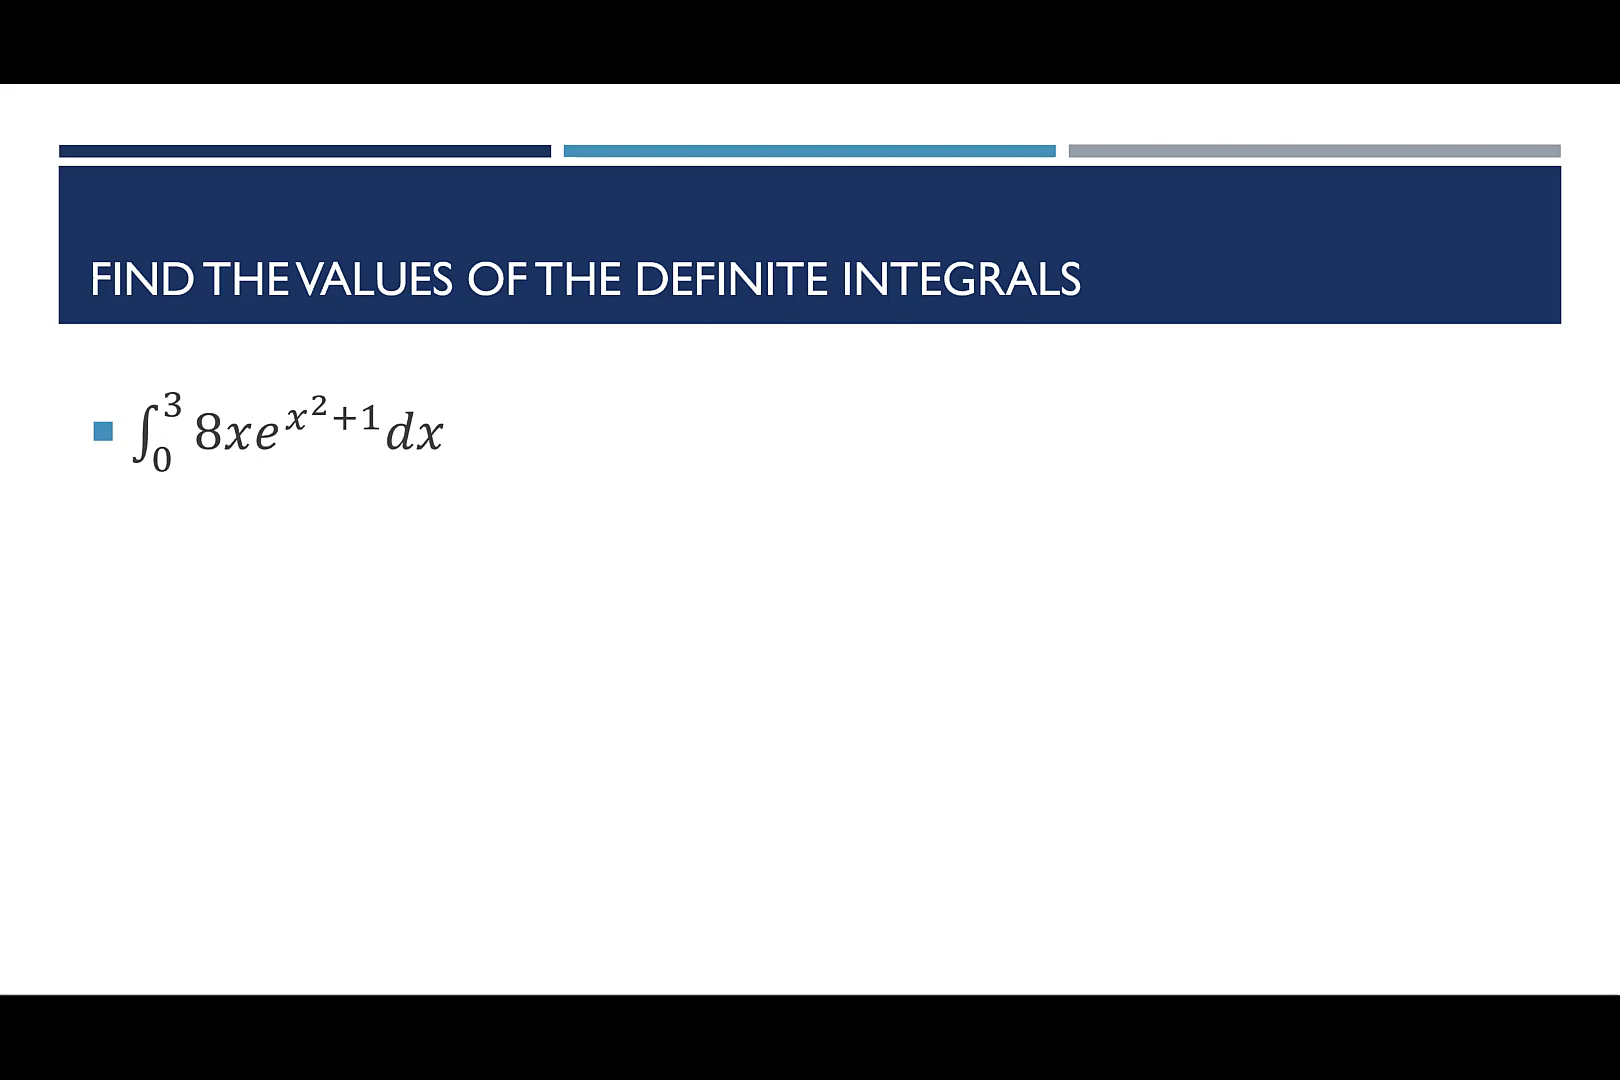 FIND THE VALUES OF THE DEFINITE INTEGRALS
∫₀³ 8xe^{x²+1}dx